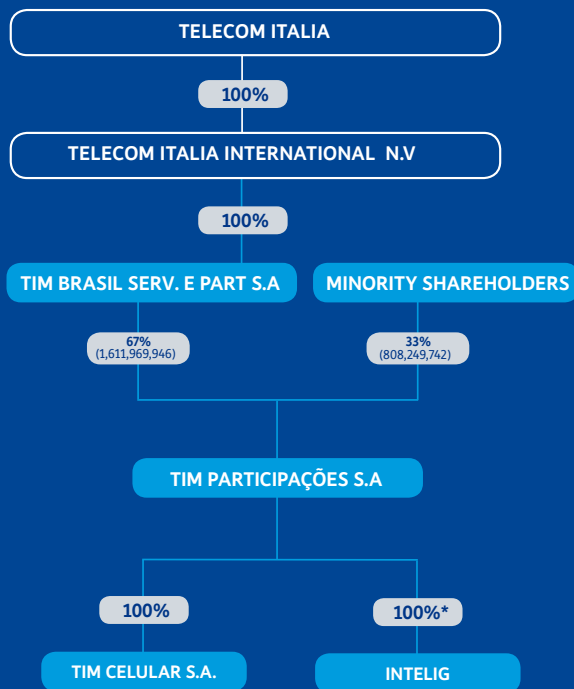 TELECOM ITALIA
100%
TELECOM ITALIA INTERNATIONAL N.V
100%
TIM BRASIL SERV. E PART S.A
MINORITY SHAREHOLDERS
67%
(1,611,969,946)
33%
(808,249,742)
TIM PARTICIPAÇÕES S.A
100%
100%*
TIM CELULAR S.A.
INTELIG